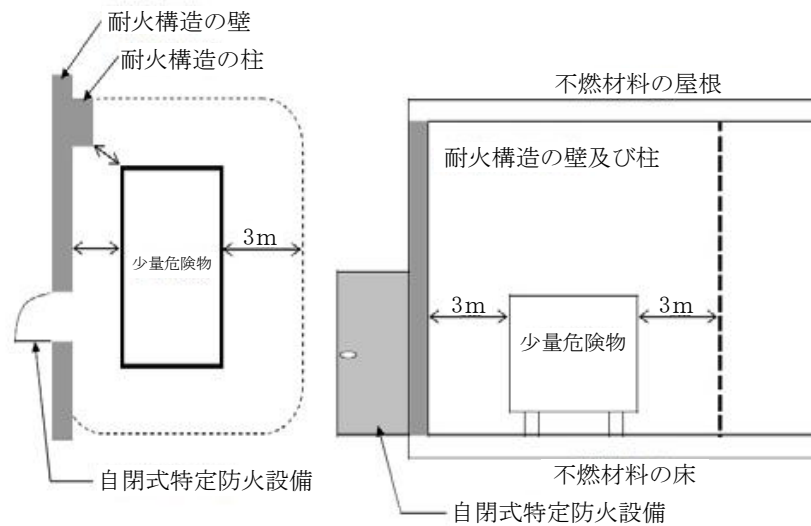 耐火構造の壁
耐火構造の柱
3m
少量危険物
自閉式特定防火設備
不燃材料の屋根
耐火構造の壁及び柱
3m
3m
少量危険物
不燃材料の床
自閉式特定防火設備